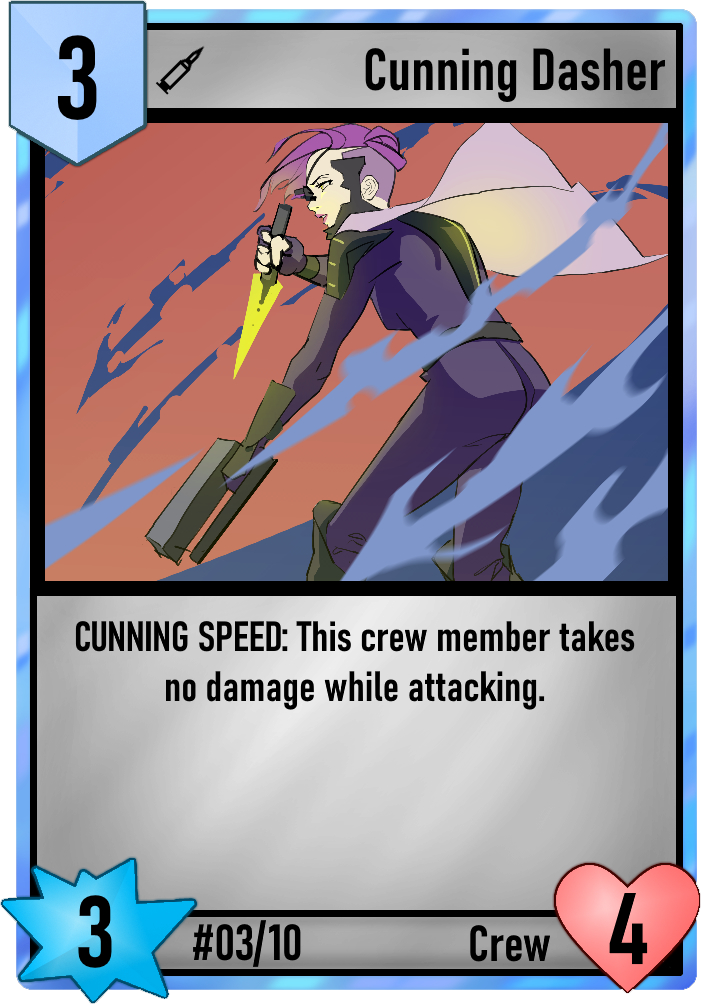 3
Cunning Dasher
CUNNING SPEED: This crew member takes
no damage while attacking.
3
#03/10
Crew
4